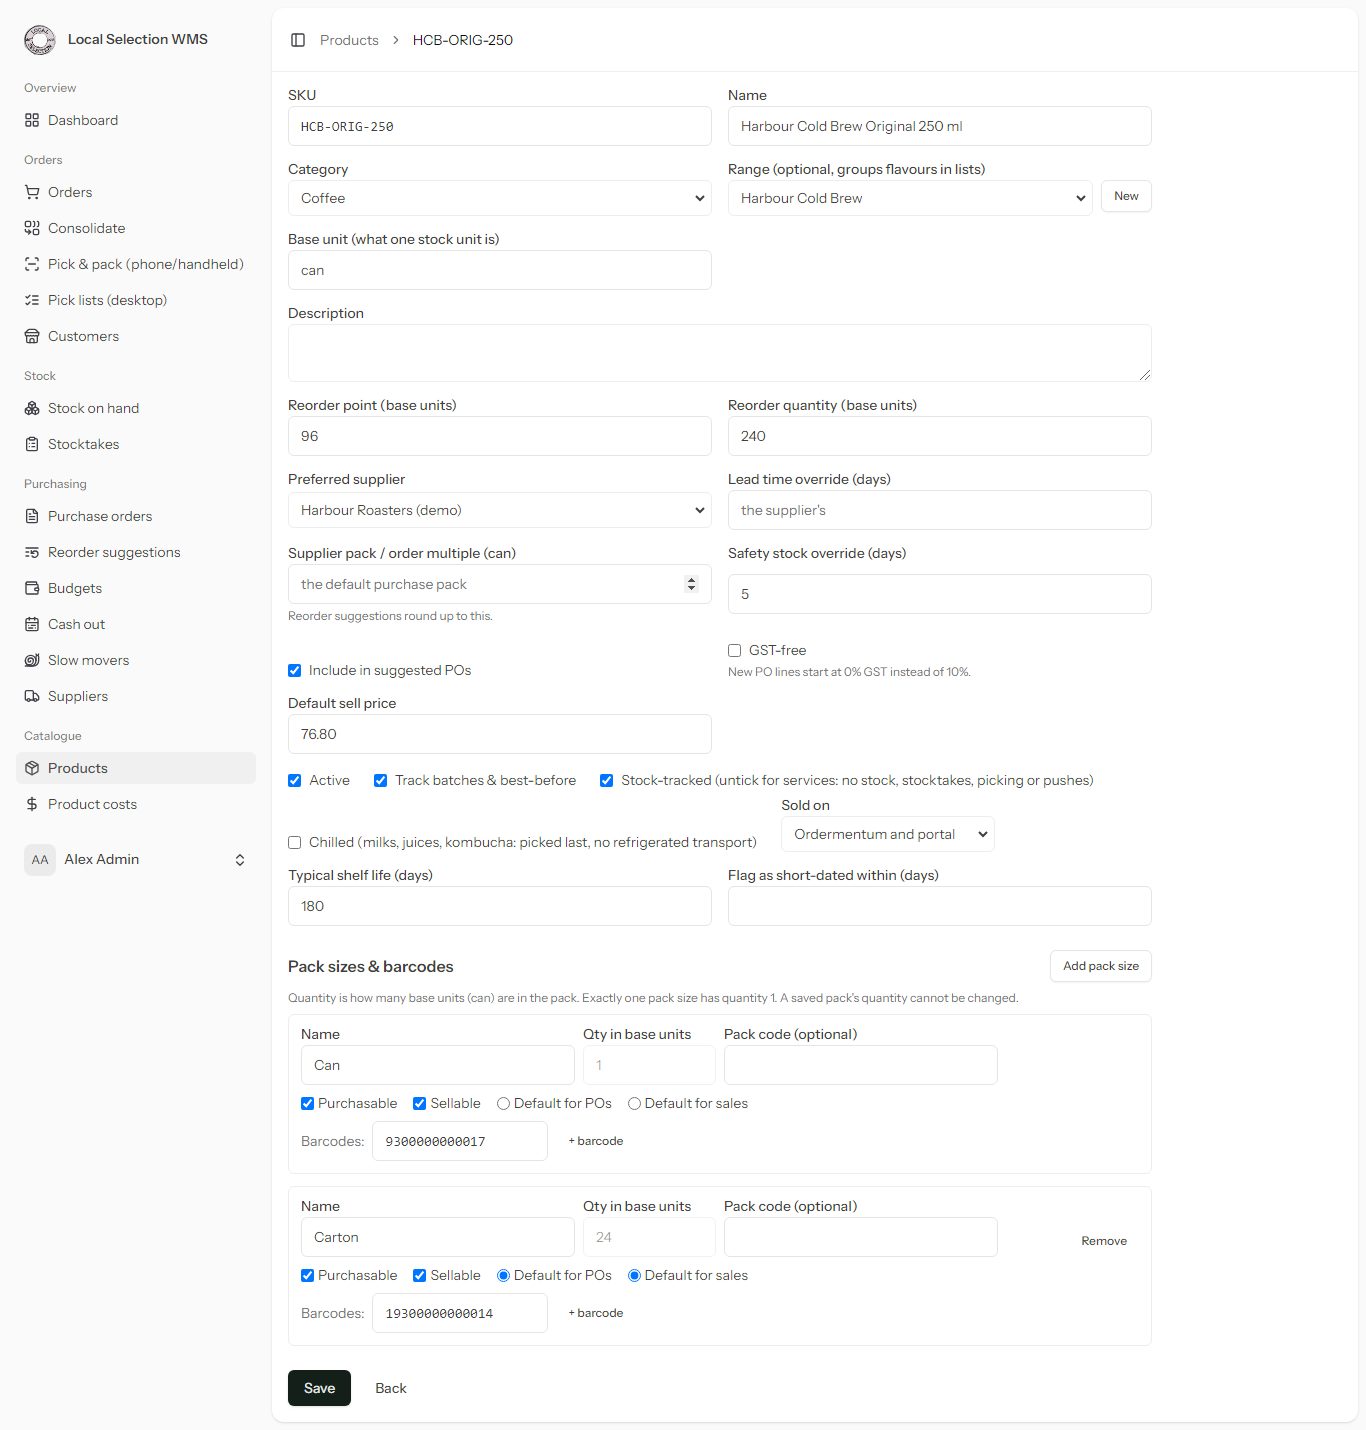 Local Selection WMS
Overview
Dashboard
Orders
Orders
Consolidate
Pick & pack (phone/handheld)
Pick lists (desktop)
Customers
Stock
Stock on hand
Stocktakes
Purchasing
Purchase orders
Reorder suggestions
Budgets
Cash out
Slow movers
Suppliers
Catalogue
Products
Product costs
AA Alex Admin
Products > HCB-ORIG-250
SKU
HCB-ORIG-250
Name
Harbour Cold Brew Original 250 ml
Category
Coffee
Range (optional, groups flavours in lists)
Harbour Cold Brew
New
Base unit (what one stock unit is)
can
Description
Reorder point (base units)
96
Reorder quantity (base units)
240
Preferred supplier
Harbour Roasters (demo)
Lead time override (days)
the supplier's
Supplier pack / order multiple (can)
the default purchase pack
Reorder suggestions round up to this.
Safety stock override (days)
5
Include in suggested POs
GST-free
New PO lines start at 0% GST instead of 10%.
Default sell price
76.80
Active
Track batches & best-before
Stock-tracked (untick for services: no stock, stocktakes, picking or pushes)
Chilled (milks, juices, kombucha: picked last, no refrigerated transport)
Sold on
Ordermentum and portal
Typical shelf life (days)
180
Flag as short-dated within (days)
Pack sizes & barcodes
Add pack size
Quantity is how many base units (can) are in the pack. Exactly one pack size has quantity 1. A saved pack's quantity cannot be changed.
Name
Can
Qty in base units
1
Pack code (optional)
Purchasable
Sellable
Default for POs
Default for sales
Barcodes:
9300000000017
+ barcode
Name
Carton
Qty in base units
24
Pack code (optional)
Remove
Purchasable
Sellable
Default for POs
Default for sales
Barcodes:
19300000000014
+ barcode
Save
Back